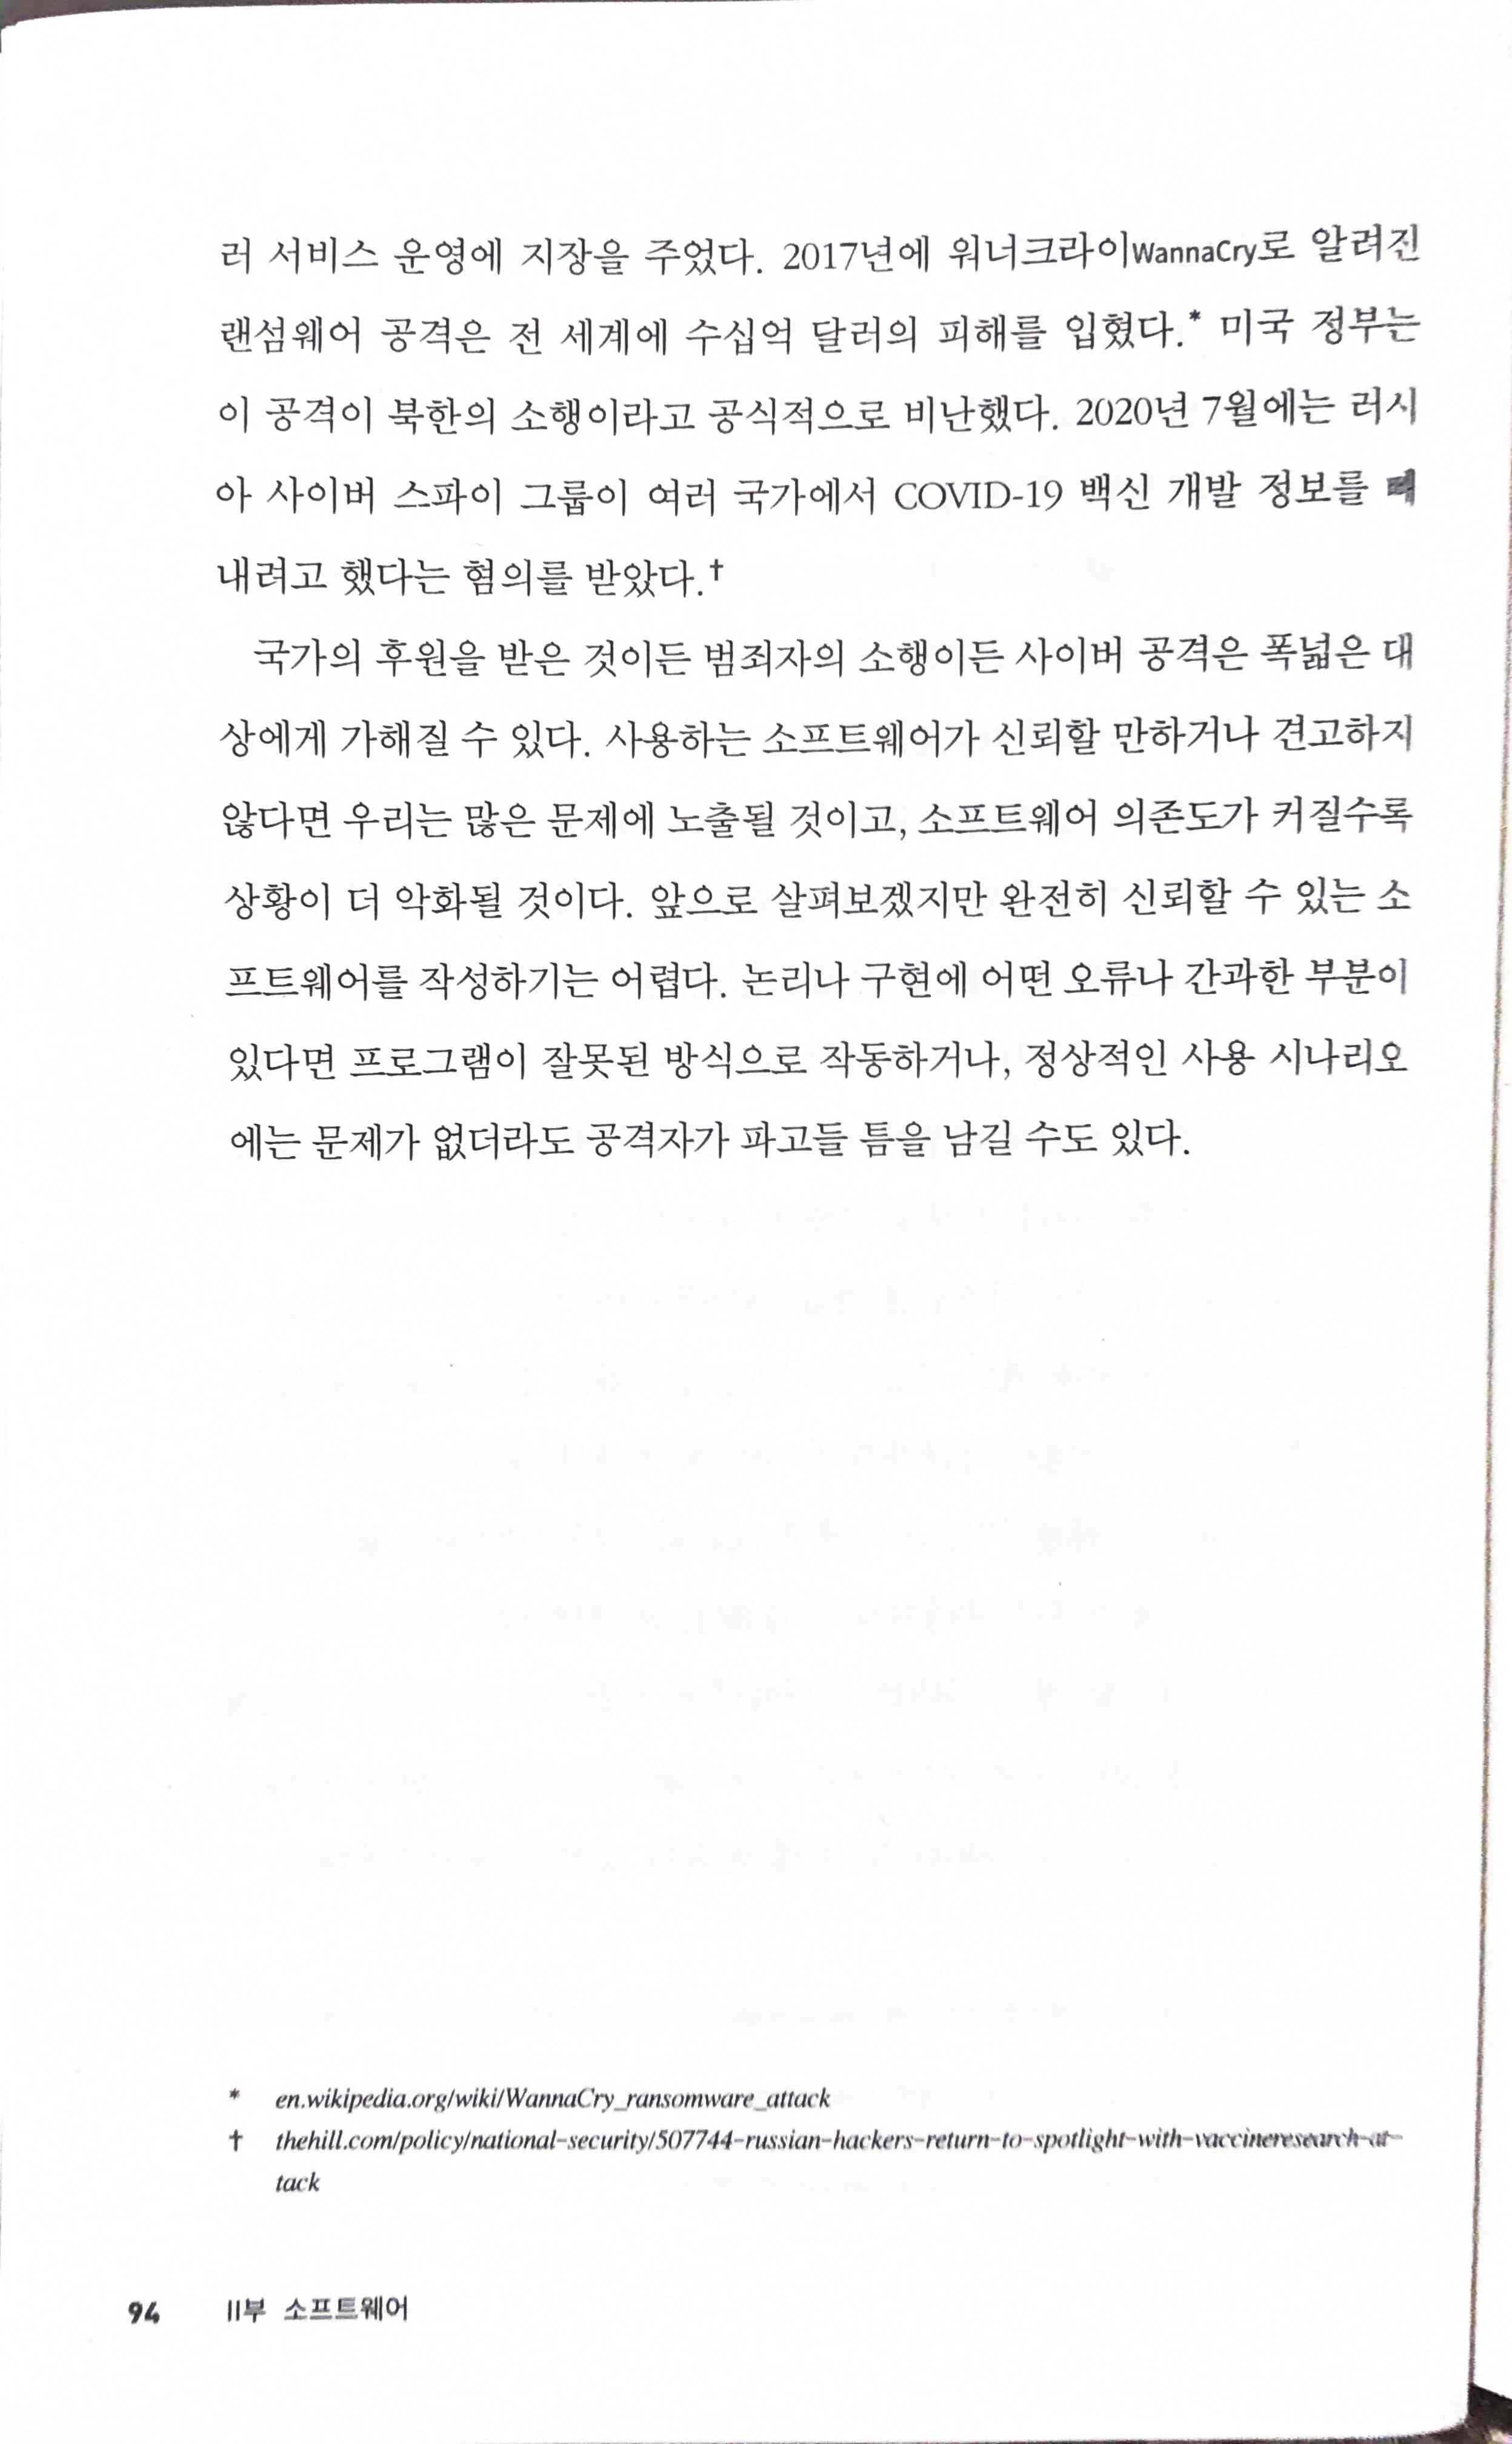 러 서비스 운영에 지장을 주었다. 2017년에 워너크라이WannaCry로 알려진
랜섬웨어 공격은 전 세계에 수십억 달러의 피해를 입혔다.* 미국 정부는
이 공격이 북한의 소행이라고 공식적으로 비난했다. 2020년 7월에는 러시
아 사이버 스파이 그룹이 여러 국가에서 COVID-19 백신 개발 정보를 빼
내려고 했다는 혐의를 받았다.†
국가의 후원을 받은 것이든 범죄자의 소행이든 사이버 공격은 폭넓은 대
상에게 가해질 수 있다. 사용하는 소프트웨어가 신뢰할 만하거나 견고하지
않다면 우리는 많은 문제에 노출될 것이고, 소프트웨어 의존도가 커질수록
상황이 더 악화될 것이다. 앞으로 살펴보겠지만 완전히 신뢰할 수 있는 소
프트웨어를 작성하기는 어렵다. 논리나 구현에 어떤 오류나 간과한 부분이
있다면 프로그램이 잘못된 방식으로 작동하거나, 정상적인 사용 시나리오
에는 문제가 없더라도 공격자가 파고들 틈을 남길 수도 있다.
* en.wikipedia.org/wiki/WannaCry_ransomware_attack
† thehill.com/policy/national-security/507744-russian-hackers-return-to-spotlight-with-vaccineresearch-at-
tack
94 II부 소프트웨어